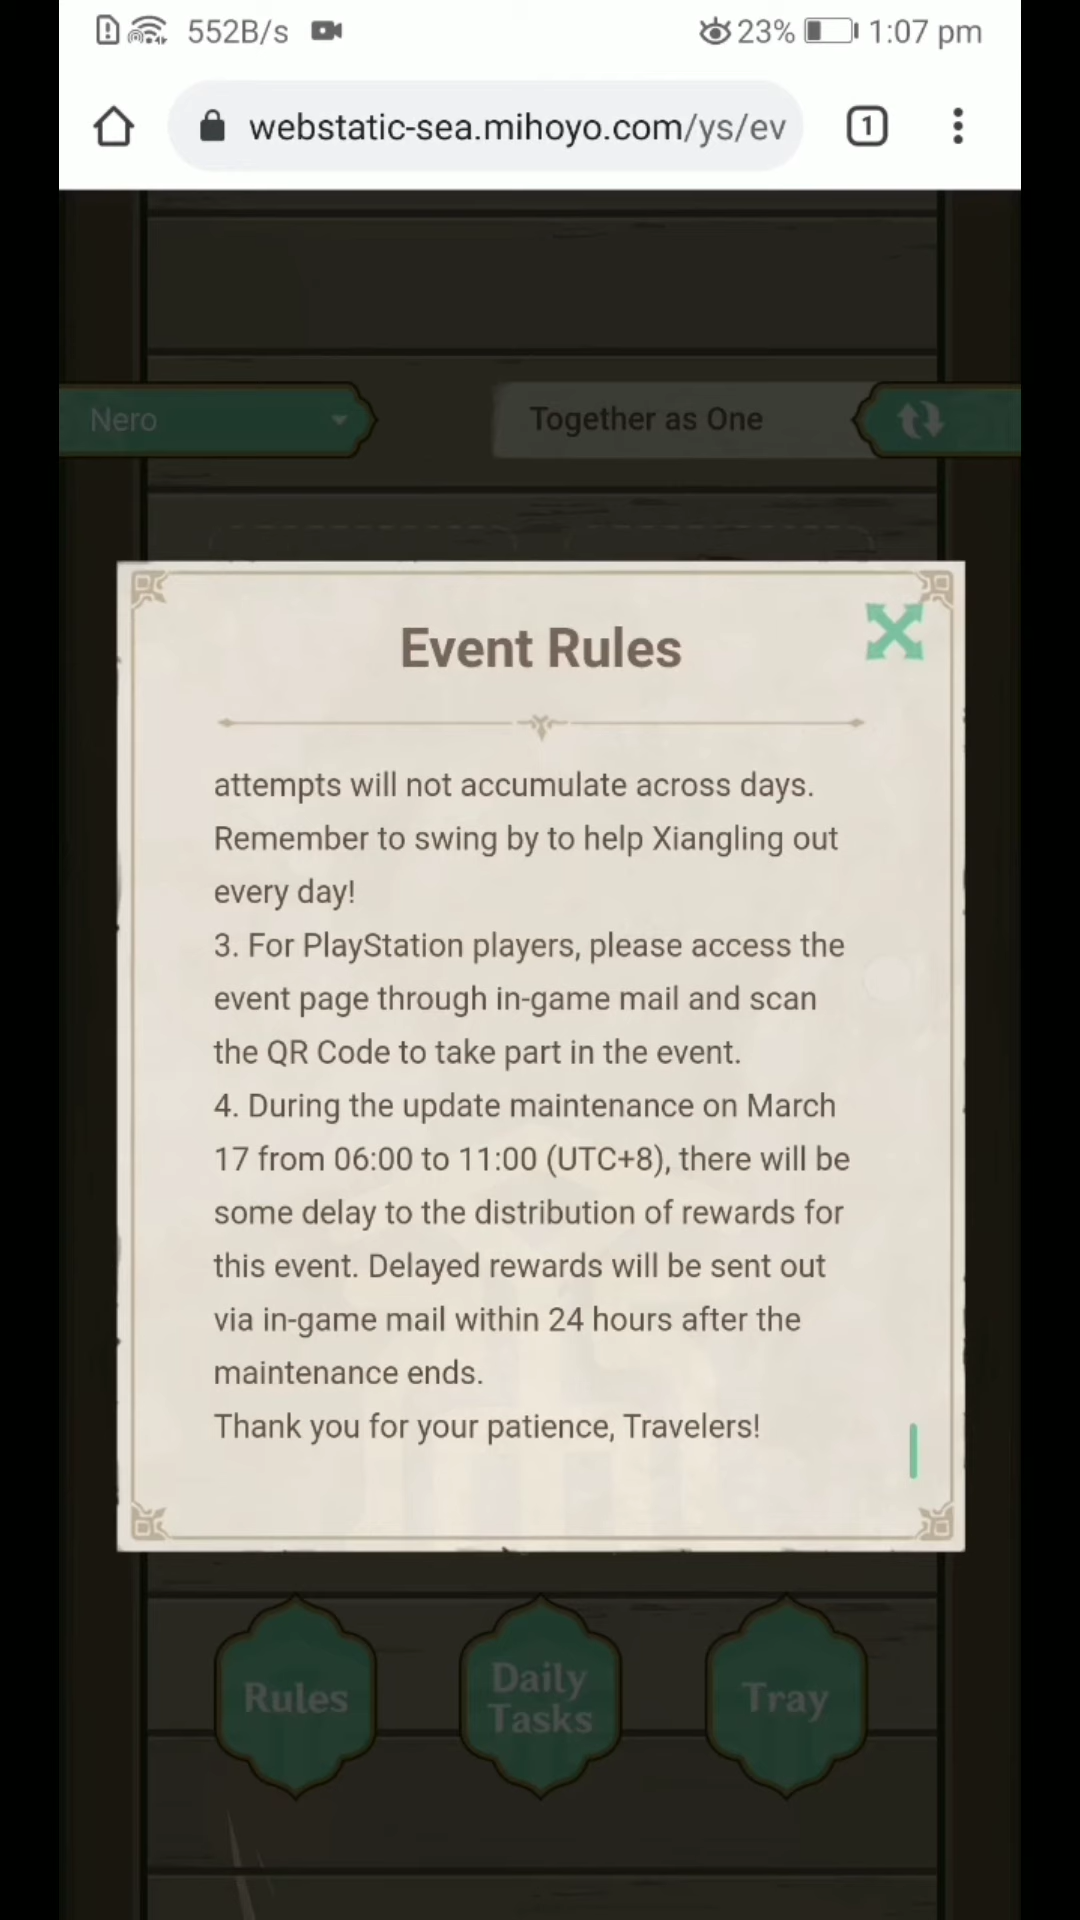 552B/s
23%
1:07 pm
webstatic-sea.mihoyo.com/ys/ev
1
Nero
Together as One
Event Rules
attempts will not accumulate across days.
Remember to swing by to help Xiangling out
every day!
3. For PlayStation players, please access the
event page through in-game mail and scan
the QR Code to take part in the event.
4. During the update maintenance on March
17 from 06:00 to 11:00 (UTC+8), there will be
some delay to the distribution of rewards for
this event. Delayed rewards will be sent out
via in-game mail within 24 hours after the
maintenance ends.
Thank you for your patience, Travelers!
Rules
Daily
Tasks
Tray